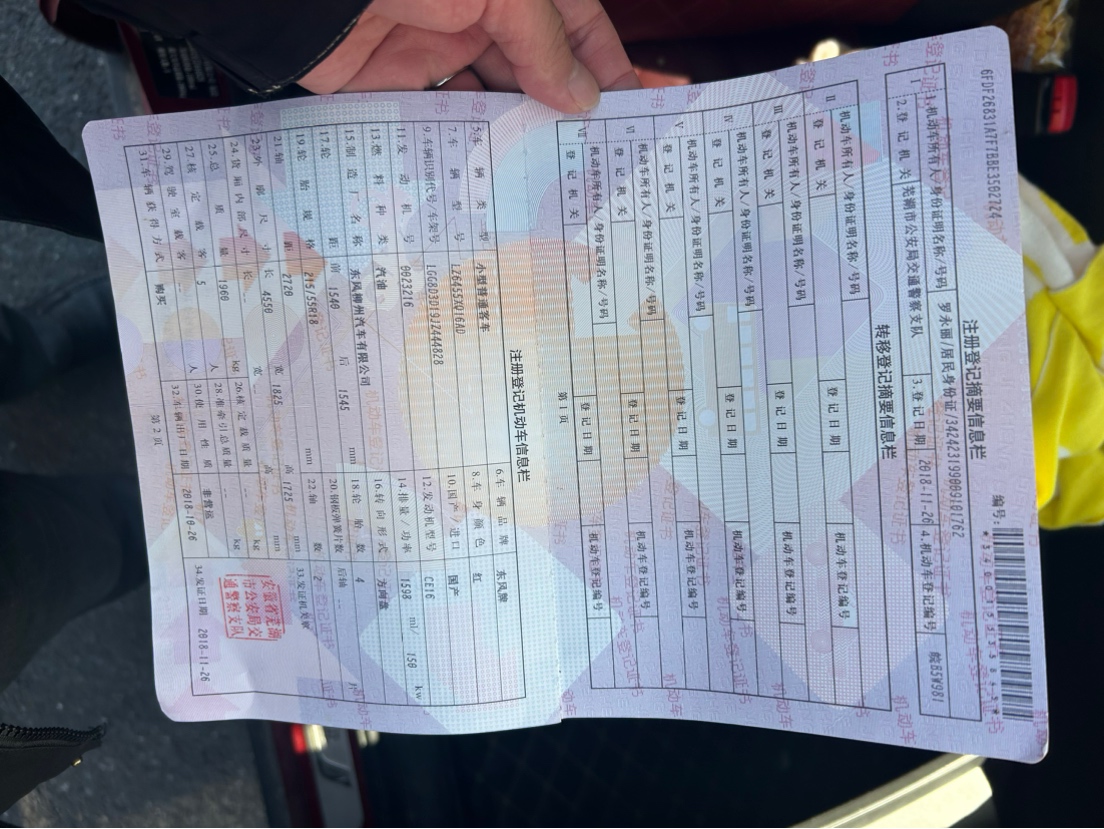 6FDF26831A7F7BBE3502724
编号:
注册登记摘要信息栏
I 1.机动车所有人/身份证明名称/号码 罗永丽/居民身份证/342423199009101762
2.登记机关 芜湖市公安局交通警察支队 3.登记日期 2018-11-26 4.机动车登记编号 皖B5W981
转移登记摘要信息栏
II 机动车所有人/身份证明名称/号码
登记机关 登记日期 机动车登记编号
III 机动车所有人/身份证明名称/号码
登记机关 登记日期 机动车登记编号
IV 机动车所有人/身份证明名称/号码
登记机关 登记日期 机动车登记编号
V 机动车所有人/身份证明名称/号码
登记机关 登记日期 机动车登记编号
VI 机动车所有人/身份证明名称/号码
登记机关 登记日期 机动车登记编号
VII 机动车所有人/身份证明名称/号码
登记机关 登记日期 机动车登记编号
第1页
注册登记机动车信息栏
5.车辆类型 小型普通客车 6.车辆品牌 东风牌
7.车辆型号 LZ6455XQ16AD 8.车身颜色 红
9.车辆识别代号/车架号 LGG8D3D19JZ444828 10.国产/进口 国产
11.发动机号 0023216 12.发动机型号 CE16
13.燃料种类 汽油 14.排量/功率 1598 ml/ 150 kw
15.制造厂名称 东风柳州汽车有限公司 16.转向形式 方向盘
17.轮距 前 1540 后 1545 mm 18.轮胎数 4
19.轮胎规格 215/55R18 20.钢板弹簧片数 后轴 --
21.轴距 2720 mm 22.轴数 2
23.外廓尺寸 长 4550 宽 1825 高 1725 mm 33.发证机关章
24.货厢内部尺寸 长 -- 宽 -- 高 -- mm
25.总质量 1960 kg 26.核定载质量 -- kg
27.核定载客 5 人 28.准牵引总质量 -- kg
29.驾驶室载客 -- 人 30.使用性质 非营运
31.车辆获得方式 购买 32.车辆出厂日期 2018-10-26 34.发证日期 2018-11-26
安徽省芜湖
市公安局交
通警察支队
第2页